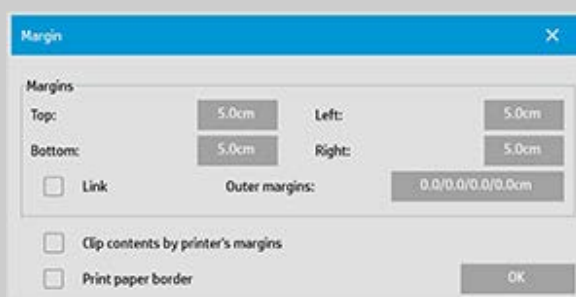 Margin
Margins
Top: 5.0cm Left: 5.0cm
Bottom: 5.0cm Right: 5.0cm
Link Outer margins: 0.0/0.0/0.0/0.0cm
Clip contents by printer's margins
Print paper border OK